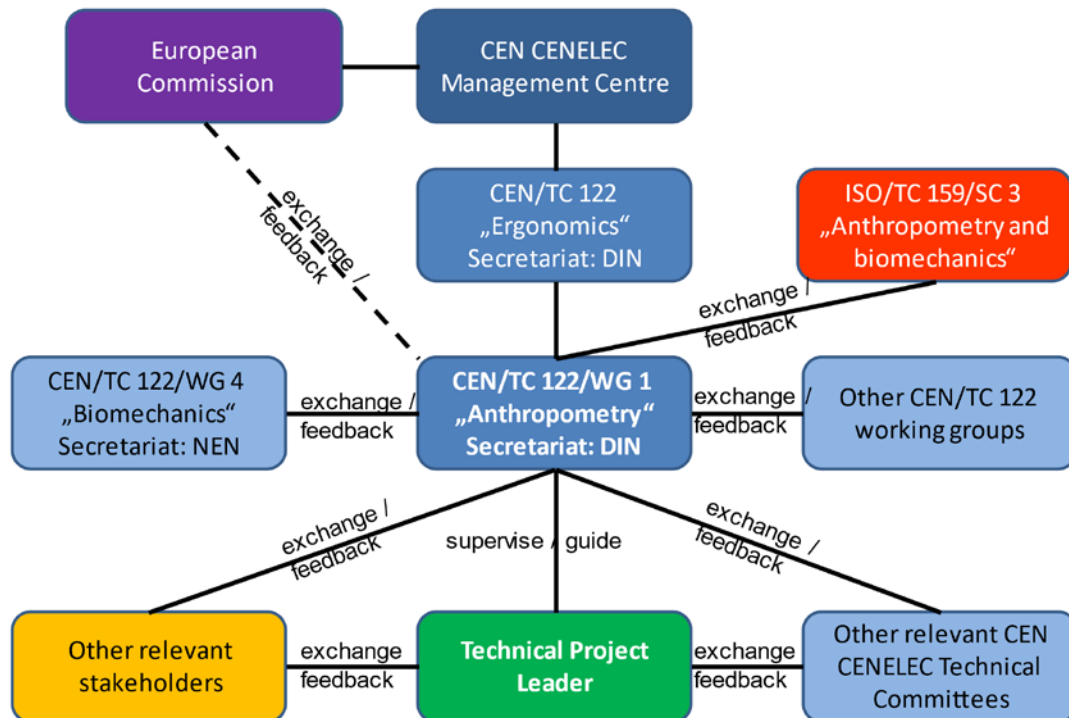 European
Commission
CEN CENELEC
Management Centre
exchange /
feedback
CEN/TC 122
„Ergonomics“
Secretariat: DIN
ISO/TC 159/SC 3
„Anthropometry and
biomechanics“
exchange /
feedback
CEN/TC 122/WG 4
„Biomechanics“
Secretariat: NEN
exchange /
feedback
CEN/TC 122/WG 1
„Anthropometry“
Secretariat: DIN
exchange /
feedback
Other CEN/TC 122
working groups
exchange /
feedback
supervise / guide
exchange /
feedback
Other relevant
stakeholders
exchange
feedback
Technical Project
Leader
exchange
feedback
Other relevant CEN
CENELEC Technical
Committees